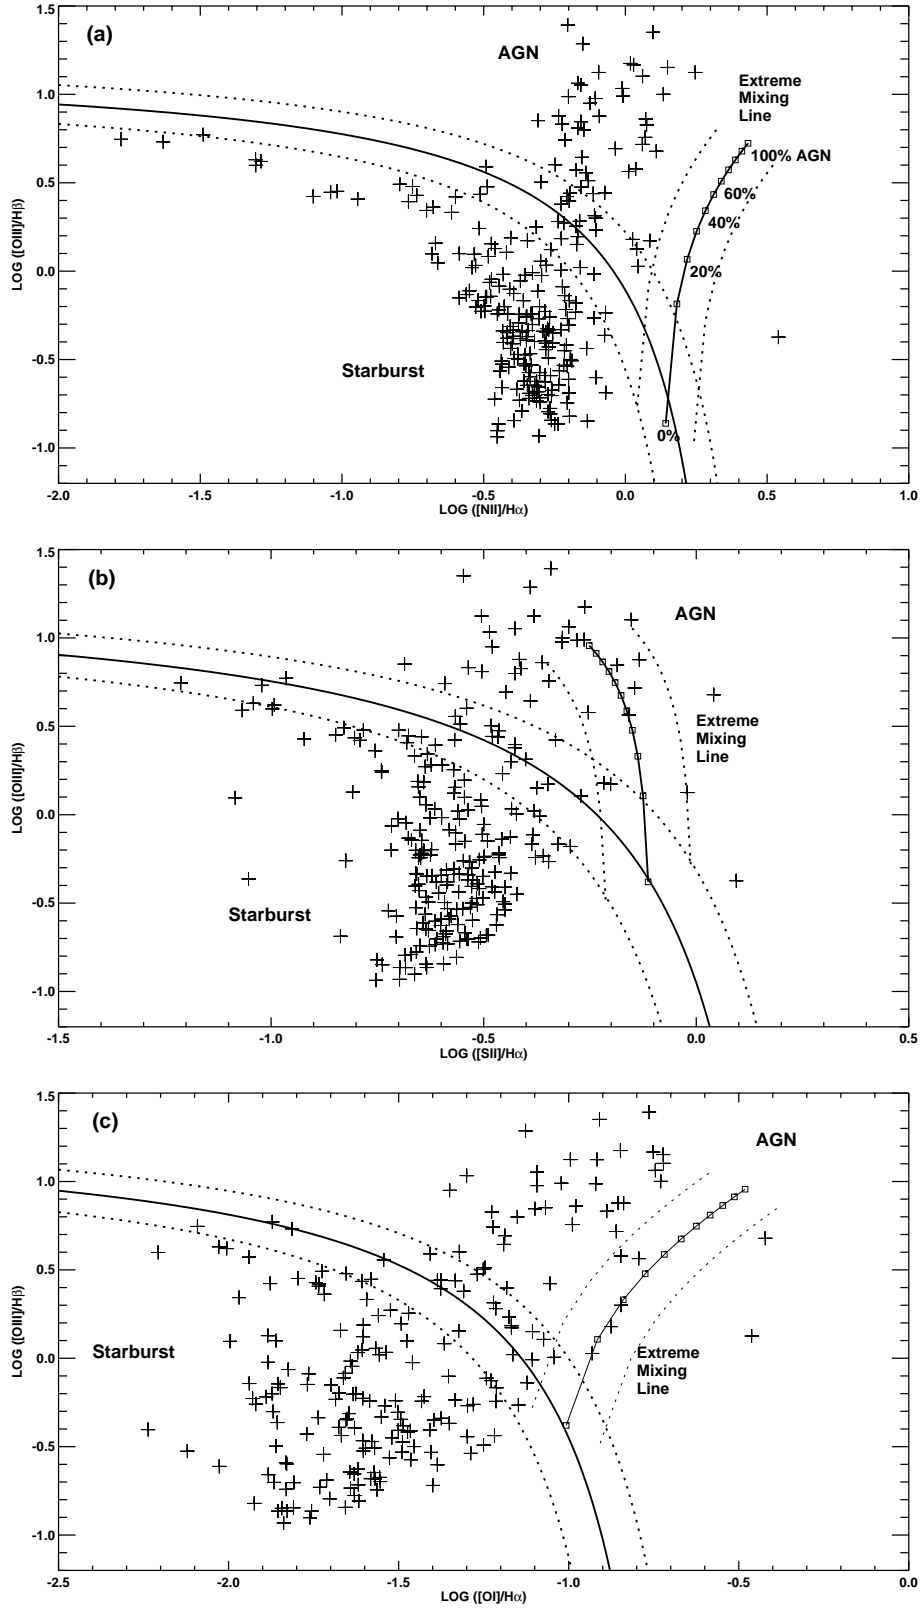 (a)
AGN
Extreme
Mixing
Line
100% AGN
60%
40%
20%
0%
Starburst
1.5
1.0
0.5
0.0
-0.5
-1.0
LOG ([OIII]/Hβ)
-2.0 -1.5 -1.0 -0.5 0.0 0.5 1.0
LOG ([NII]/Hα)
(b)
AGN
Extreme
Mixing
Line
Starburst
1.5
1.0
0.5
0.0
-0.5
-1.0
LOG ([OIII]/Hβ)
-1.5 -1.0 -0.5 0.0 0.5
LOG ([SII]/Hα)
(c)
AGN
Starburst
Extreme
Mixing
Line
1.5
1.0
0.5
0.0
-0.5
-1.0
LOG ([OIII]/Hβ)
-2.5 -2.0 -1.5 -1.0 -0.5 0.0
LOG ([OI]/Hα)